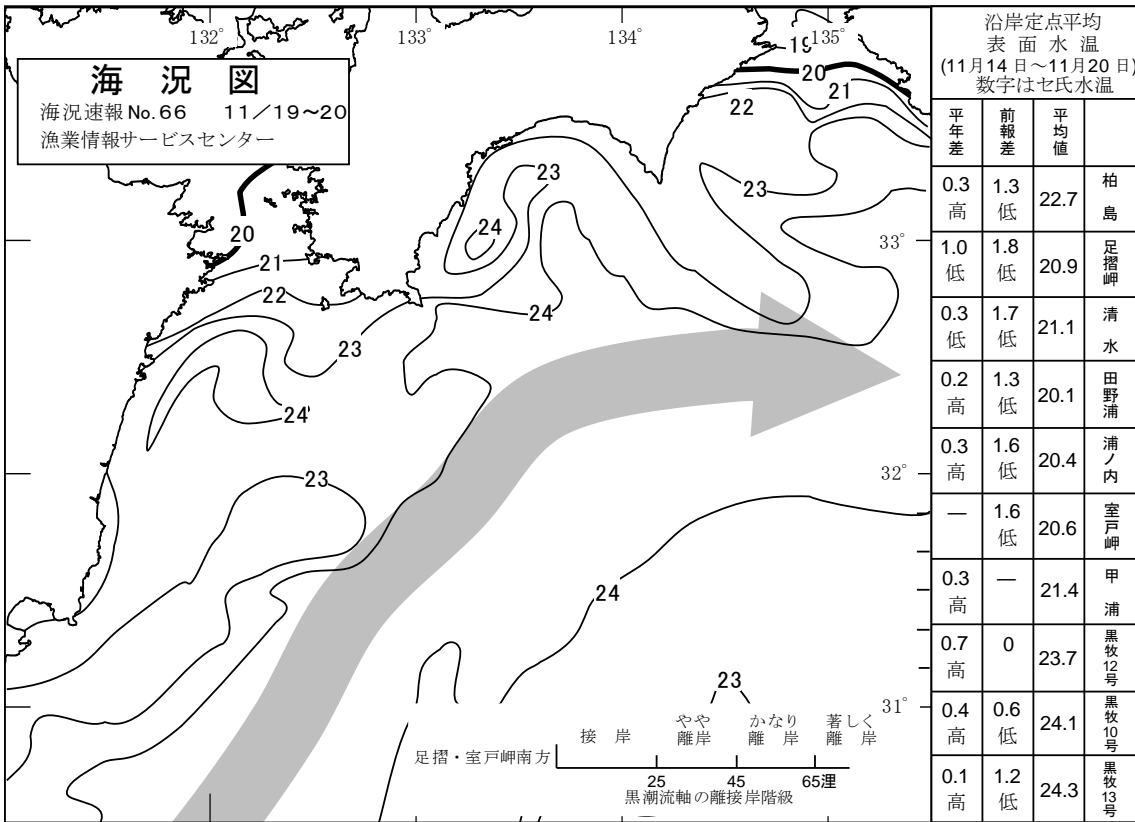 海況図
海況速報No.66 11／19～20
漁業情報サービスセンター
132°
133°
134°
135°
33°
32°
31°
19
20
21
22
23
23
24
20
21
22
23
24
24
23
24
23
足摺・室戸岬南方
接岸
やや離岸
かなり離岸
著しく離岸
25 45 65浬
黒潮流軸の離接岸階級
沿岸定点平均
表面水温
(11月14日～11月20日)
数字はセ氏水温
平年差 前報差 平均値
0.3高 1.3低 22.7 柏島
1.0低 1.8低 20.9 足摺岬
0.3低 1.7低 21.1 清水
0.2高 1.3低 20.1 田野浦
0.3高 1.6低 20.4 浦ノ内
― 1.6低 20.6 室戸岬
0.3高 ― 21.4 甲浦
0.7高 0 23.7 黒牧12号
0.4高 0.6低 24.1 黒牧10号
0.1高 1.2低 24.3 黒牧13号